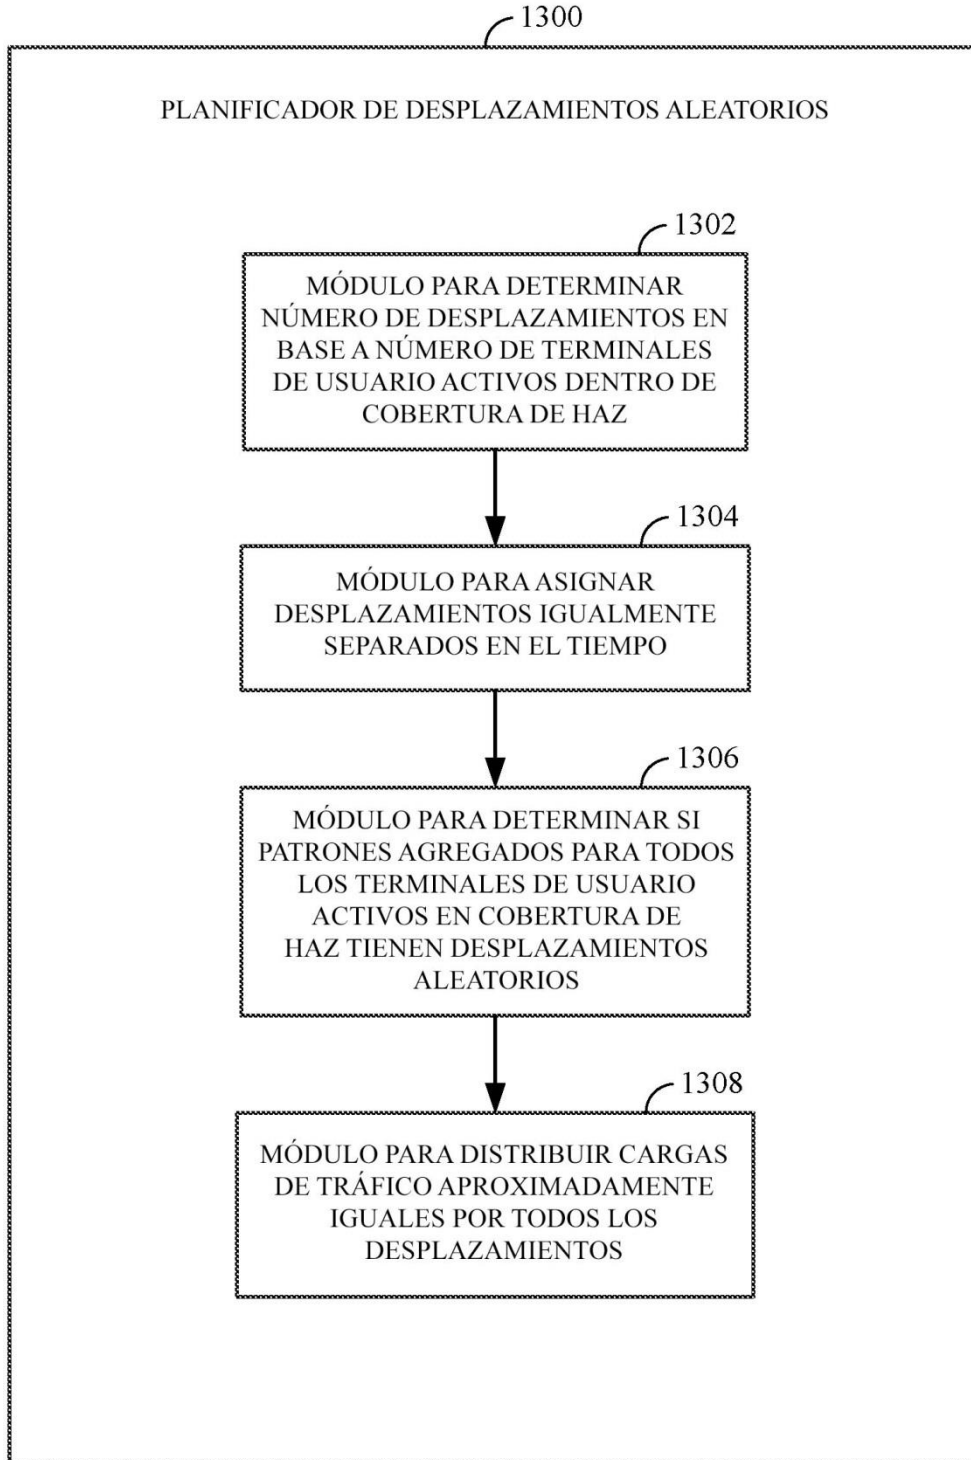 1300
PLANIFICADOR DE DESPLAZAMIENTOS ALEATORIOS
1302
MÓDULO PARA DETERMINAR
NÚMERO DE DESPLAZAMIENTOS EN
BASE A NÚMERO DE TERMINALES
DE USUARIO ACTIVOS DENTRO DE
COBERTURA DE HAZ
1304
MÓDULO PARA ASIGNAR
DESPLAZAMIENTOS IGUALMENTE
SEPARADOS EN EL TIEMPO
1306
MÓDULO PARA DETERMINAR SI
PATRONES AGREGADOS PARA TODOS
LOS TERMINALES DE USUARIO
ACTIVOS EN COBERTURA DE
HAZ TIENEN DESPLAZAMIENTOS
ALEATORIOS
1308
MÓDULO PARA DISTRIBUIR CARGAS
DE TRÁFICO APROXIMADAMENTE
IGUALES POR TODOS LOS
DESPLAZAMIENTOS